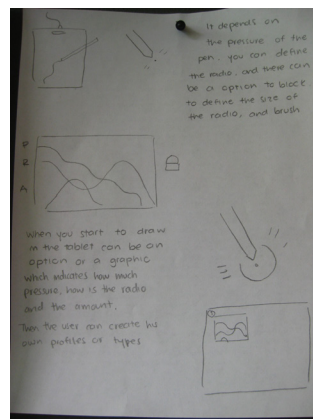 It depends on
the pressure of the
pen, you can define
the radio, and there can
be a option to block
to define the size of
the radio, and brush.
P
R
A
When you start to draw
in the tablet can be an
option or a graphic
which indicates how much
pressure, how is the radio
and the amount.
Then the user can create his
own profiles or types